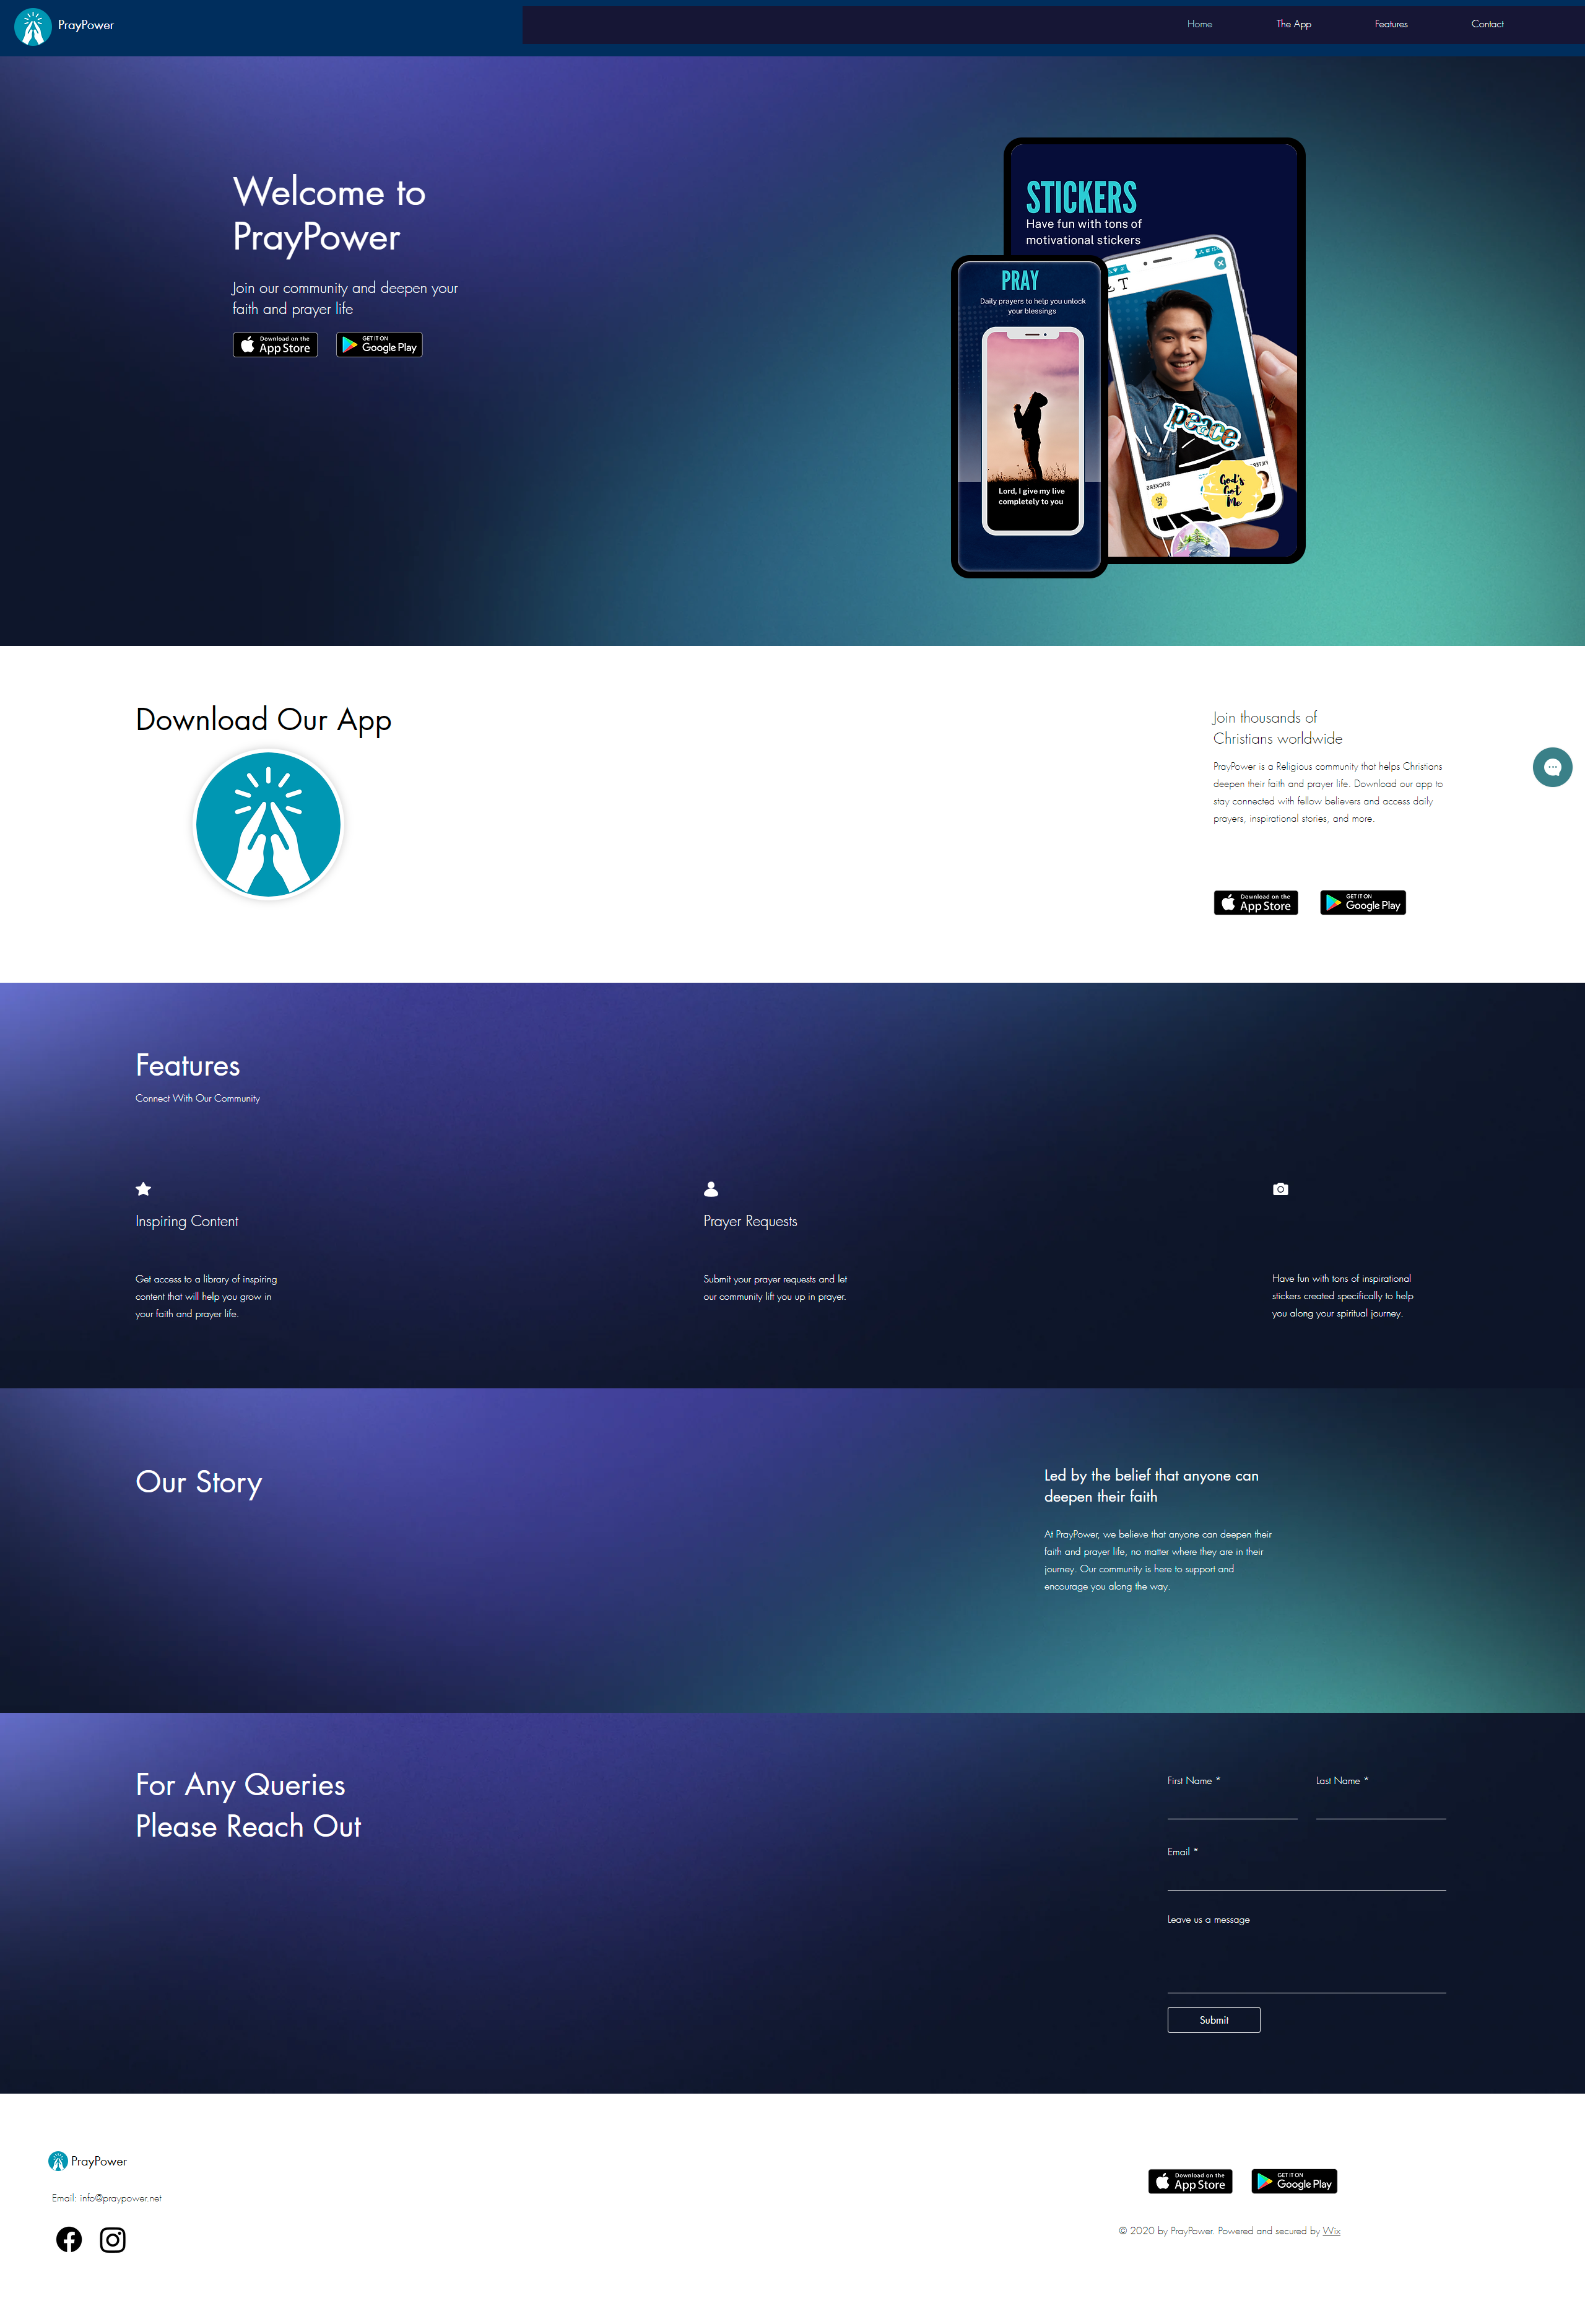 PrayPower
Home
The App
Features
Contact
Welcome to
PrayPower
Join our community and deepen your
faith and prayer life
Download on the
App Store
GET IT ON
Google Play
STICKERS
Have fun with tons of
motivational stickers
PRAY
Daily prayers to help you unlock
your blessings
Lord, I give my live
completely to you
peace
God's
Got
Me
STICKERS
Download Our App
Join thousands of
Christians worldwide
PrayPower is a Religious community that helps Christians
deepen their faith and prayer life. Download our app to
stay connected with fellow believers and access daily
prayers, inspirational stories, and more.
Download on the
App Store
GET IT ON
Google Play
Features
Connect With Our Community
Inspiring Content
Get access to a library of inspiring
content that will help you grow in
your faith and prayer life.
Prayer Requests
Submit your prayer requests and let
our community lift you up in prayer.
Have fun with tons of inspirational
stickers created specifically to help
you along your spiritual journey.
Our Story
Led by the belief that anyone can
deepen their faith
At PrayPower, we believe that anyone can deepen their
faith and prayer life, no matter where they are in their
journey. Our community is here to support and
encourage you along the way.
For Any Queries
Please Reach Out
First Name *
Last Name *
Email *
Leave us a message
Submit
PrayPower
Email: info@praypower.net
Download on the
App Store
GET IT ON
Google Play
© 2020 by PrayPower. Powered and secured by Wix